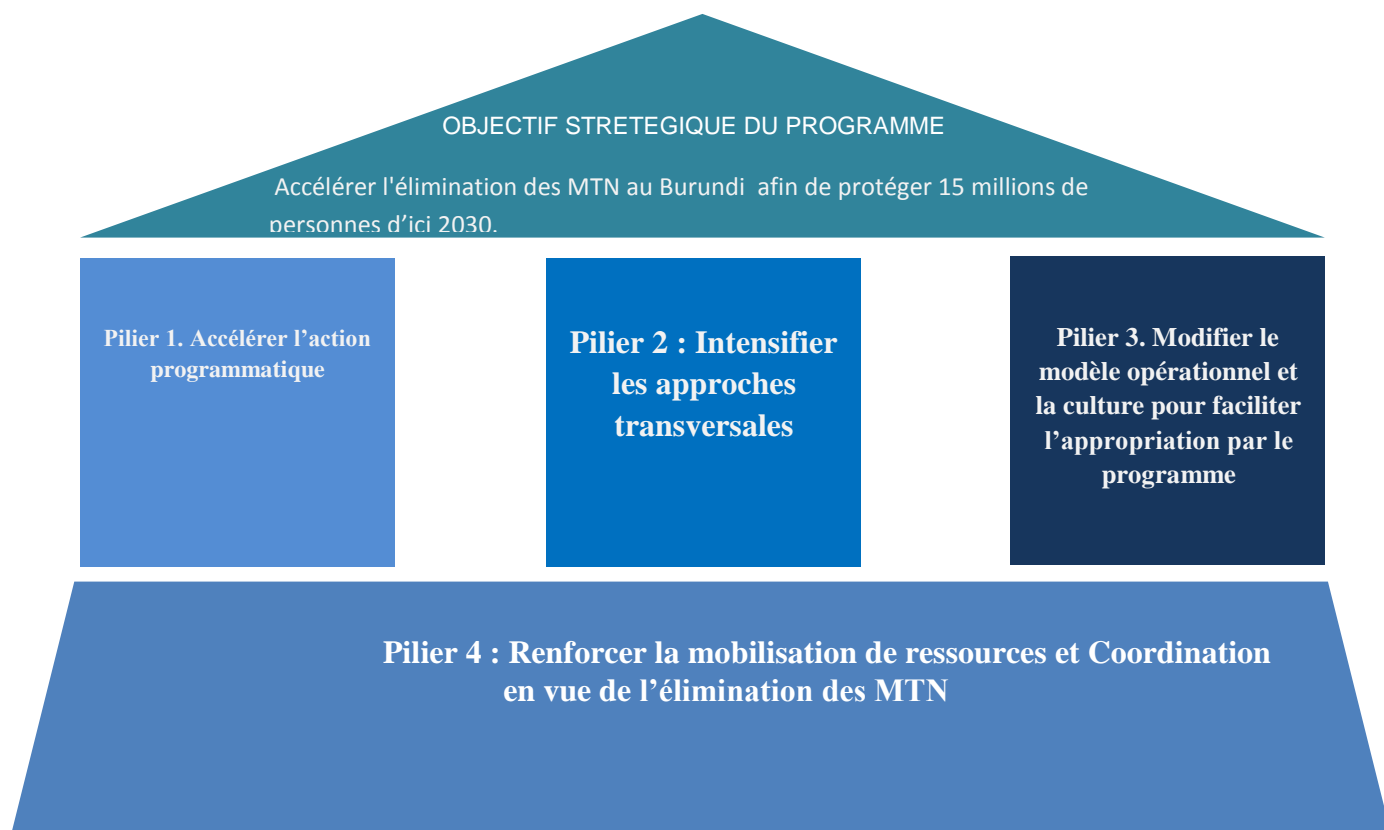 OBJECTIF STRETEGIQUE DU PROGRAMME
Accélérer l'élimination des MTN au Burundi afin de protéger 15 millions de
personnes d’ici 2030.
Pilier 1. Accélérer l’action
programmatique
Pilier 2 : Intensifier
les approches
transversales
Pilier 3. Modifier le
modèle opérationnel et
la culture pour faciliter
l’appropriation par le
programme
Pilier 4 : Renforcer la mobilisation de ressources et Coordination
en vue de l’élimination des MTN